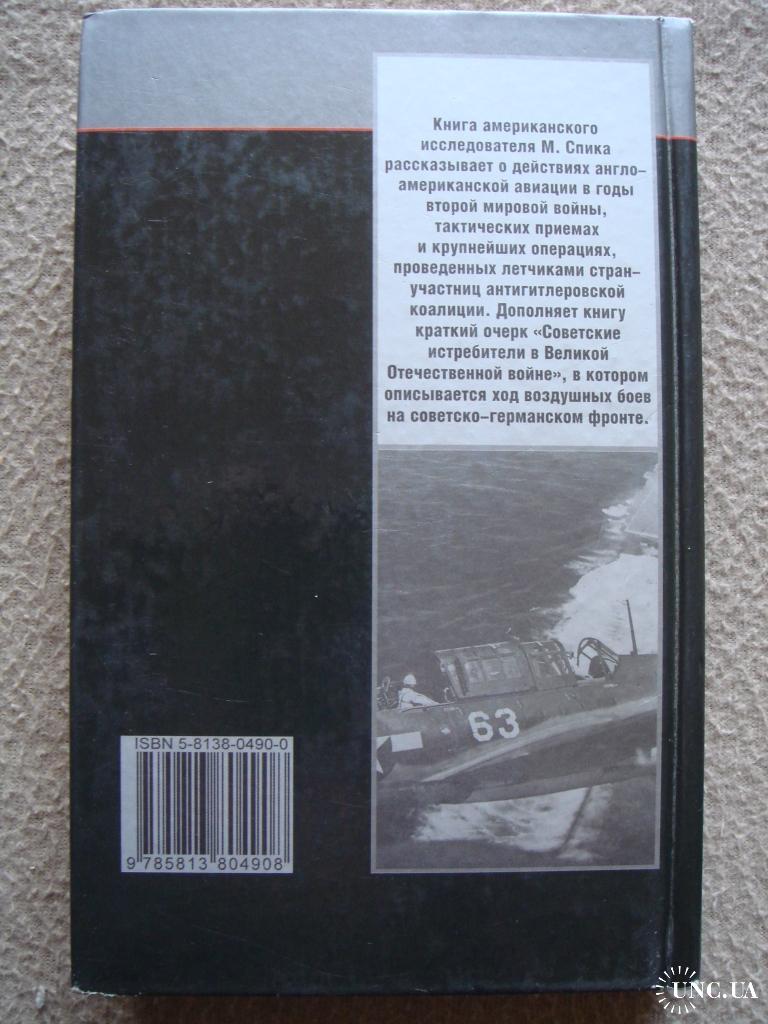 Книга американского
исследователя М. Спика
рассказывает о действиях англо-
американской авиации в годы
второй мировой войны,
тактических приемах
и крупнейших операциях,
проведенных летчиками стран-
участниц антигитлеровской
коалиции. Дополняет книгу
краткий очерк «Советские
истребители в Великой
Отечественной войне», в котором
описывается ход воздушных боев
на советско-германском фронте.
63
ISBN 5-8138-0490-0
9 785813 804908
UNC.UA